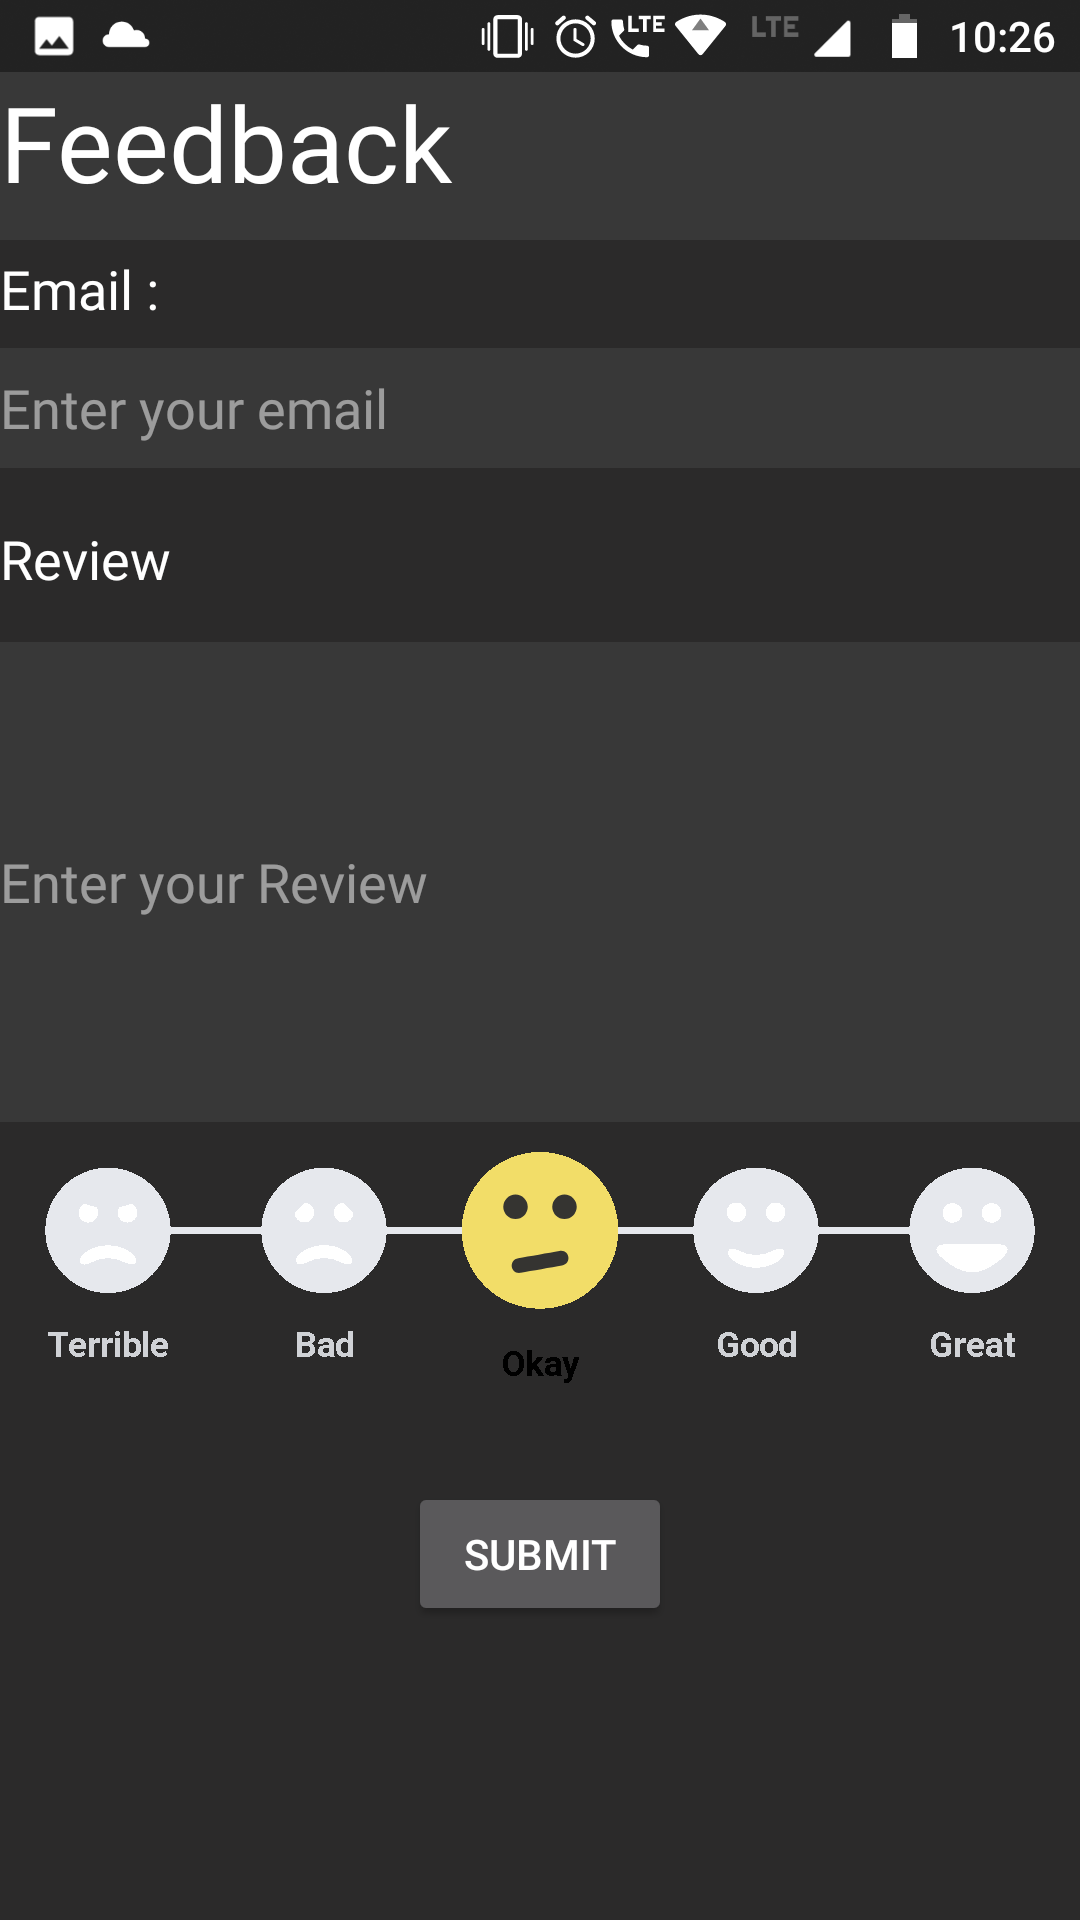 LTE LTE 10:26
Feedback
Email :
Enter your email
Review
Enter your Review
Terrible Bad Okay Good Great
SUBMIT